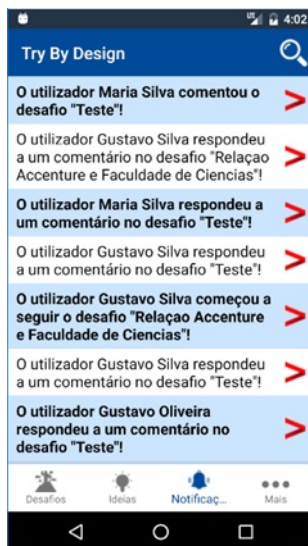 4:02
Try By Design
O utilizador Maria Silva comentou o
desafio "Teste"!
O utilizador Gustavo Silva respondeu
a um comentário no desafio "Relaçao
Accenture e Faculdade de Ciencias"!
O utilizador Maria Silva respondeu a
um comentário no desafio "Teste"!
O utilizador Gustavo Silva respondeu
a um comentário no desafio "Teste"!
O utilizador Gustavo Silva começou a
seguir o desafio "Relaçao Accenture
e Faculdade de Ciencias"!
O utilizador Gustavo Silva respondeu
a um comentário no desafio "Teste"!
O utilizador Gustavo Oliveira
respondeu a um comentário no
desafio "Teste"!
Desafios Ideias Notificaç... Mais